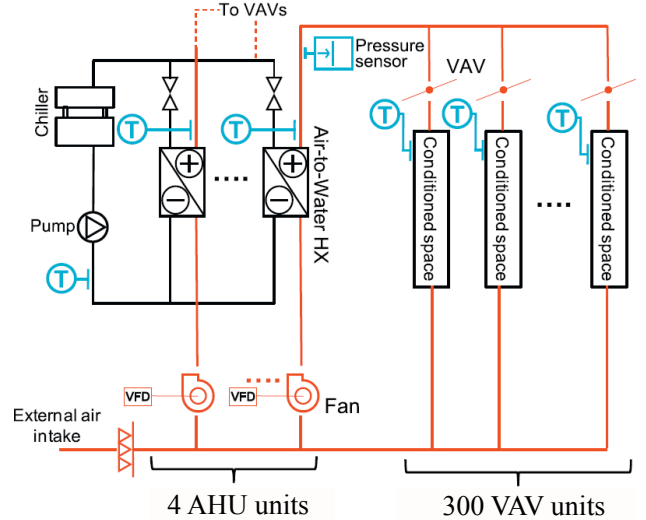 To VAVs
Pressure
sensor
VAV
Chiller
T
T
T
T
T
Air-to-Water HX
Conditioned space
Conditioned space
Conditioned space
Pump
T
VFD
VFD
Fan
External air
intake
4 AHU units
300 VAV units